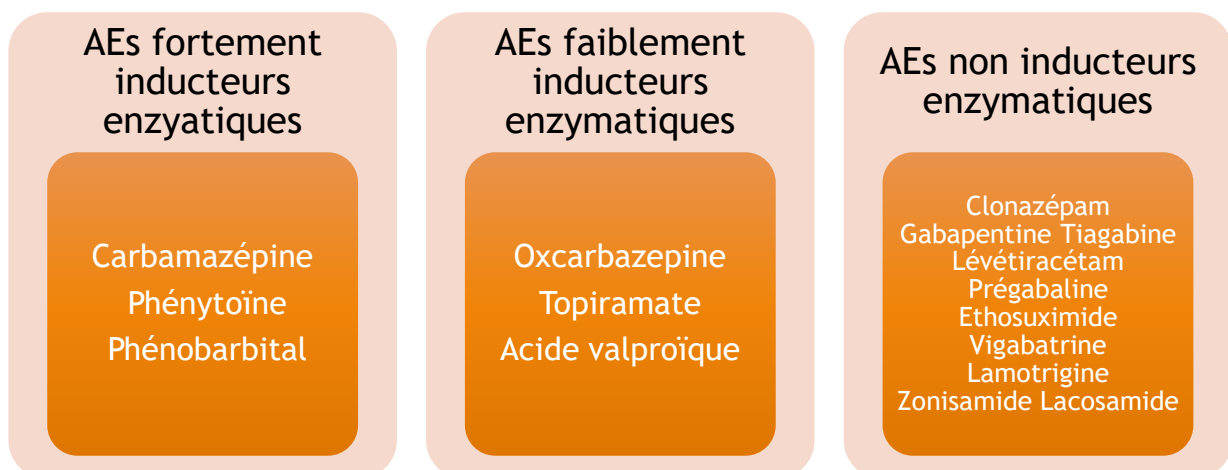 AEs fortement
inducteurs
enzyatiques
Carbamazépine
Phénytoïne
Phénobarbital
AEs faiblement
inducteurs
enzymatiques
Oxcarbazepine
Topiramate
Acide valproïque
AEs non inducteurs
enzymatiques
Clonazépam
Gabapentine Tiagabine
Lévétiracétam
Prégabaline
Ethosuximide
Vigabatrine
Lamotrigine
Zonisamide Lacosamide